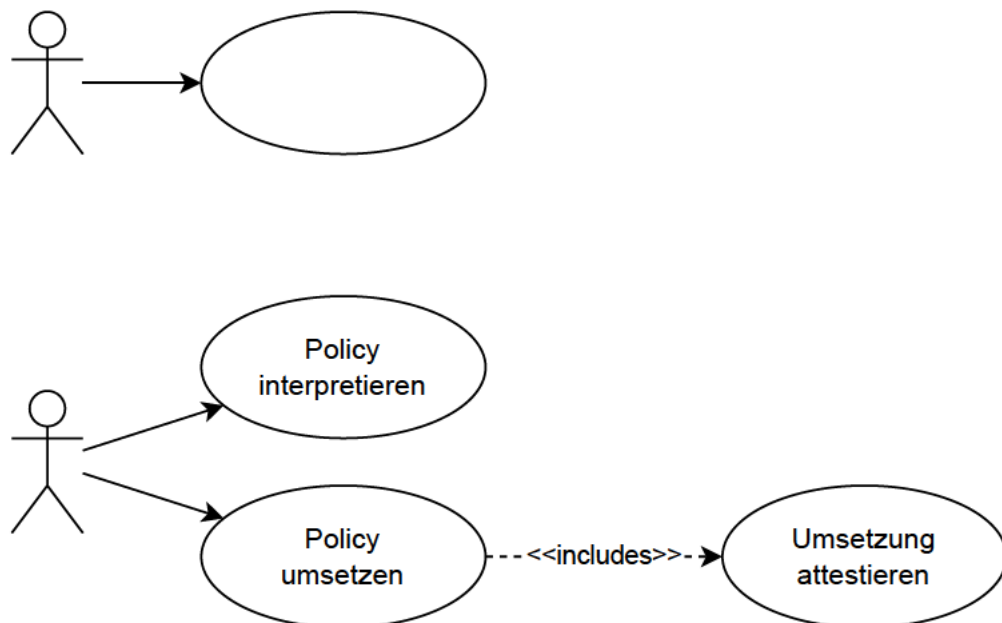 Policy
interpretieren
Policy
umsetzen
<<includes>>
Umsetzung
attestieren